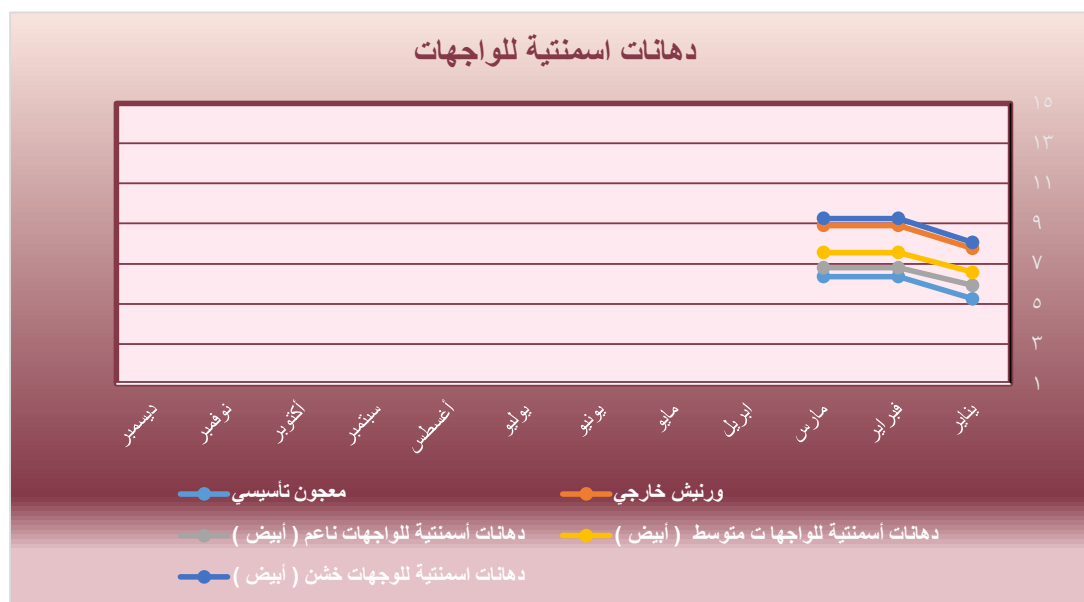 دهانات اسمنتية للواجهات
١٥
١٣
١١
٩
٧
٥
٣
١
يناير فبراير مارس ابريل مايو يونيو يوليو أغسطس سبتمبر أكتوبر نوفمبر ديسمبر
ورنيش خارجي معجون تأسيسي
دهانات أسمنتية للواجها ت متوسط ( أبيض ) دهانات أسمنتية للواجهات ناعم ( أبيض )
دهانات اسمنتية للوجهات خشن ( أبيض )